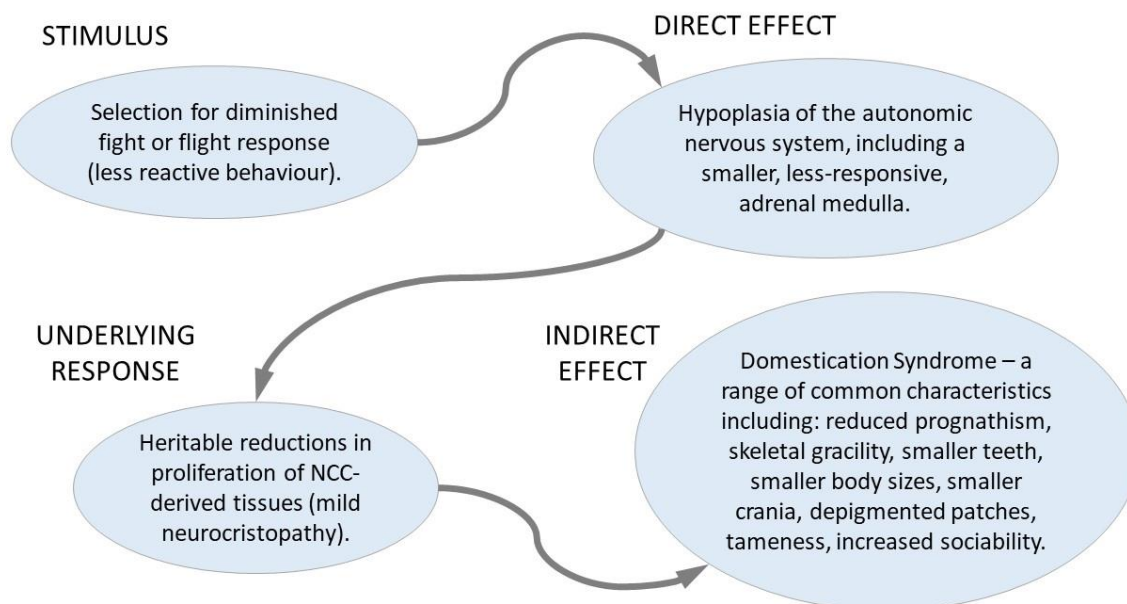 STIMULUS
Selection for diminished
fight or flight response
(less reactive behaviour).
DIRECT EFFECT
Hypoplasia of the autonomic
nervous system, including a
smaller, less-responsive,
adrenal medulla.
UNDERLYING
RESPONSE
Heritable reductions in
proliferation of NCC-
derived tissues (mild
neurocristopathy).
INDIRECT
EFFECT
Domestication Syndrome – a
range of common characteristics
including: reduced prognathism,
skeletal gracility, smaller teeth,
smaller body sizes, smaller
crania, depigmented patches,
tameness, increased sociability.